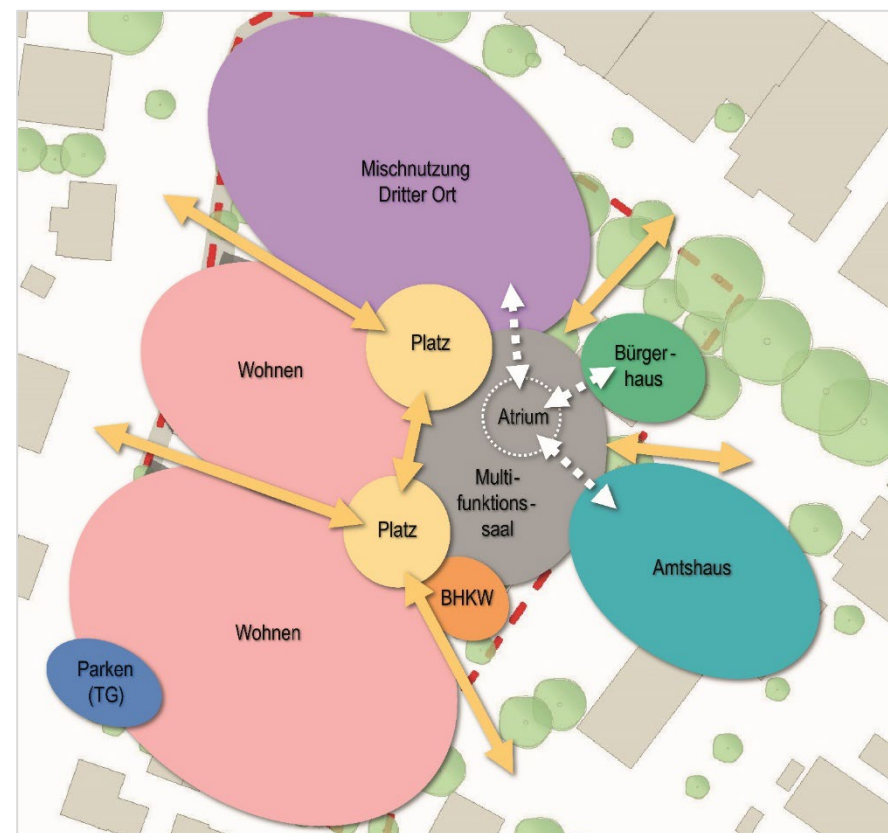 Mischnutzung
Dritter Ort
Platz
Wohnen
Bürger-
haus
Atrium
Multi-
funktions-
saal
Platz
Amtshaus
BHKW
Wohnen
Parken
(TG)